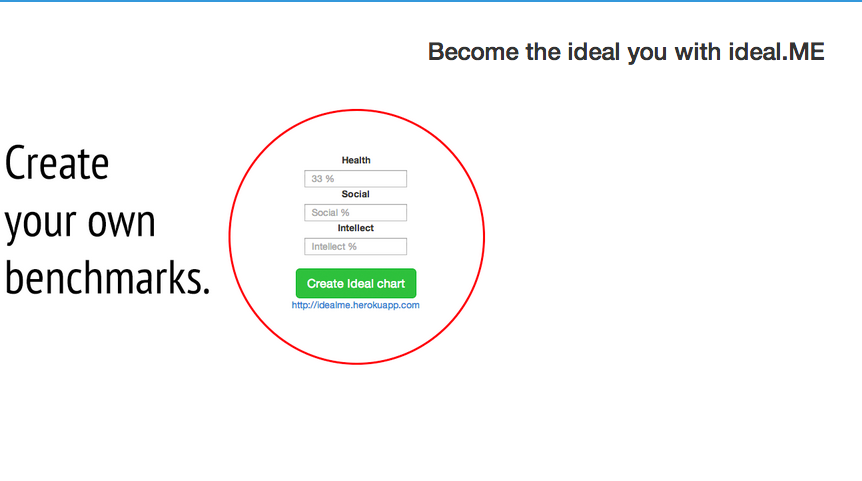 Become the ideal you with ideal.ME
Create
your own
benchmarks.
Health
33 %
Social
Social %
Intellect
Intellect %
Create Ideal chart
http://idealme.herokuapp.com